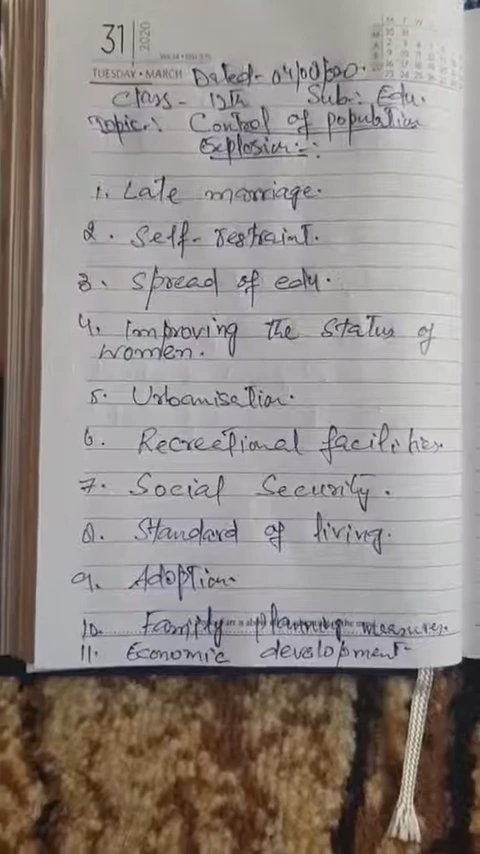 31 2020
TUESDAY • MARCH Dated- 04/00/200.
Class - 12th Sub: Edu.
Topic: Control of population
Explosion:-:
1. Late marriage.
2. Self-restraint.
3. Spread of edu.
4. Improving the status of
women.
5. Urbanisation.
6. Recreational facilities.
7. Social Security.
8. Standard of living.
9. Adoption.
10. Family planning measures.
11. Economic development